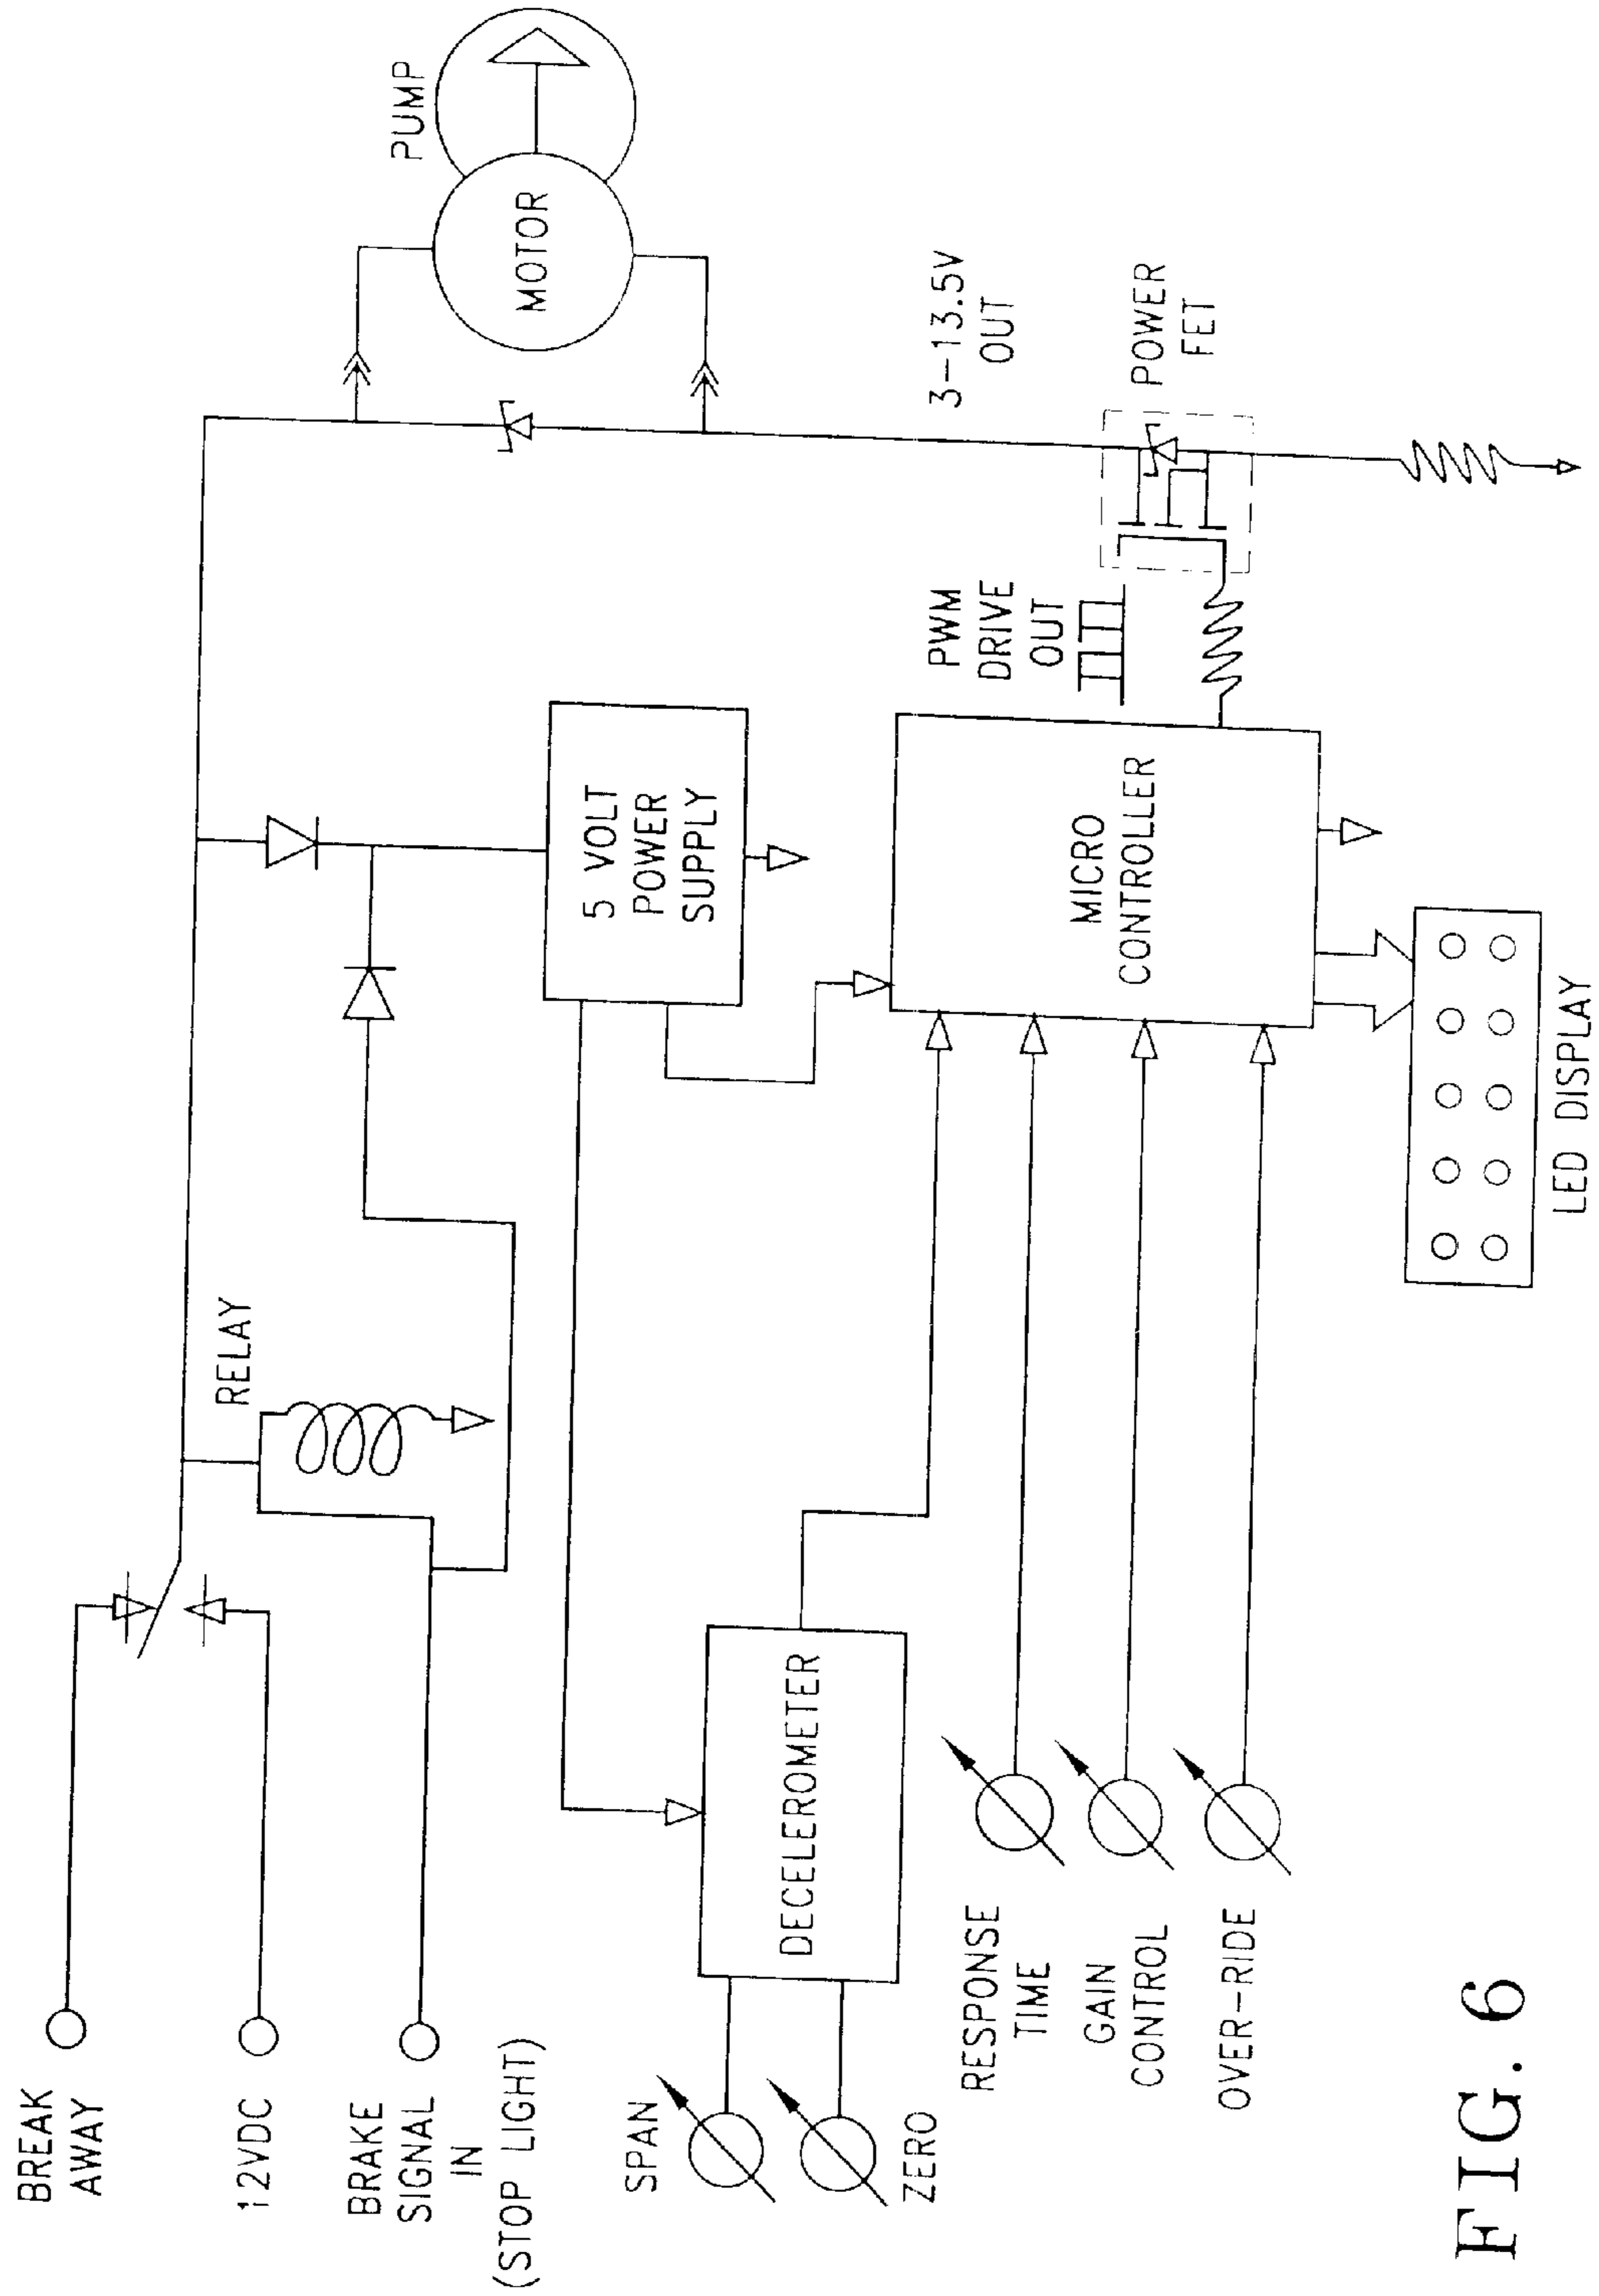 BREAK
AWAY
12VDC
BRAKE
SIGNAL
IN
(STOP LIGHT)
RELAY
PUMP
MOTOR
5 VOLT
POWER
SUPPLY
SPAN
ZERO
DECELEROMETER
PWM
DRIVE
OUT
3-13.5V
OUT
POWER
FET
MICRO
CONTROLLER
RESPONSE
TIME
GAIN
CONTROL
OVER-RIDE
LED DISPLAY
FIG. 6